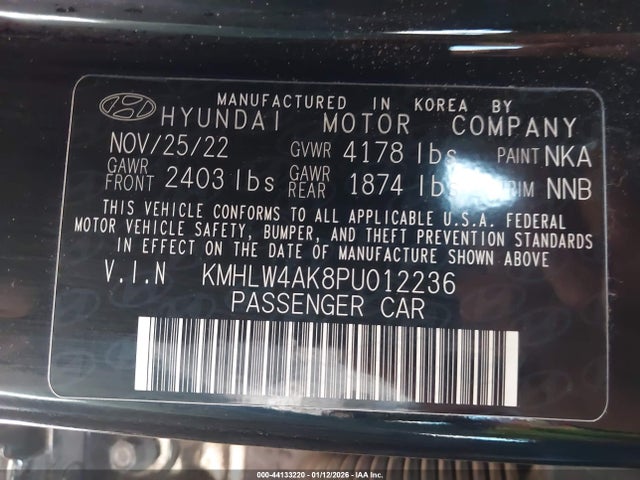 MANUFACTURED IN KOREA BY
HYUNDAI MOTOR COMPANY
NOV/25/22 GVWR 4178 lbs PAINT NKA
GAWR FRONT 2403 lbs GAWR REAR 1874 lbs TRIM NNB
THIS VEHICLE CONFORMS TO ALL APPLICABLE U.S.A. FEDERAL
MOTOR VEHICLE SAFETY, BUMPER, AND THEFT PREVENTION STANDARDS
IN EFFECT ON THE DATE OF MANUFACTURE SHOWN ABOVE
V.I.N KMHLW4AK8PU012236
PASSENGER CAR
000-44133220 - 01/12/2026 - IAA Inc.